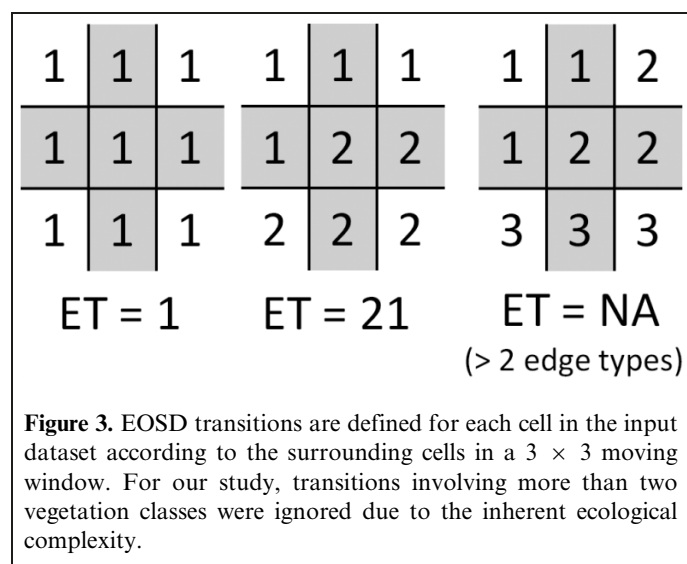 1 1 1 1 1 1 1 1 2
1 1 1 1 2 2 1 2 2
1 1 1 2 2 2 3 3 3
ET = 1 ET = 21 ET = NA
(> 2 edge types)
Figure 3. EOSD transitions are defined for each cell in the input
dataset according to the surrounding cells in a 3 × 3 moving
window. For our study, transitions involving more than two
vegetation classes were ignored due to the inherent ecological
complexity.